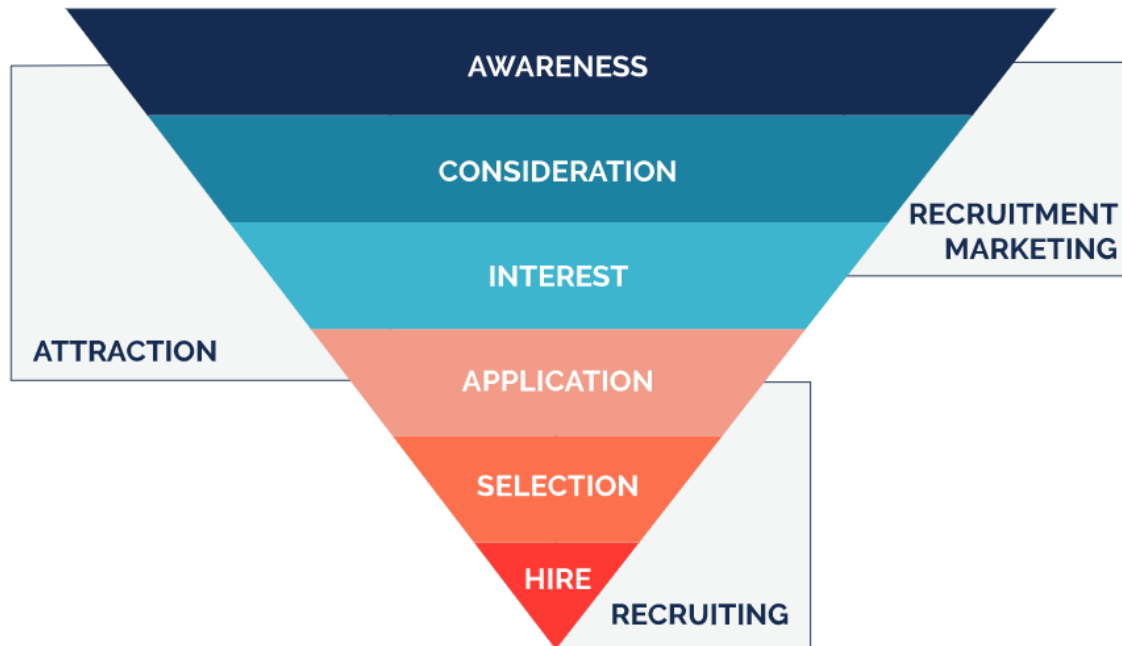 AWARENESS
CONSIDERATION
RECRUITMENT
MARKETING
INTEREST
ATTRACTION
APPLICATION
SELECTION
HIRE
RECRUITING